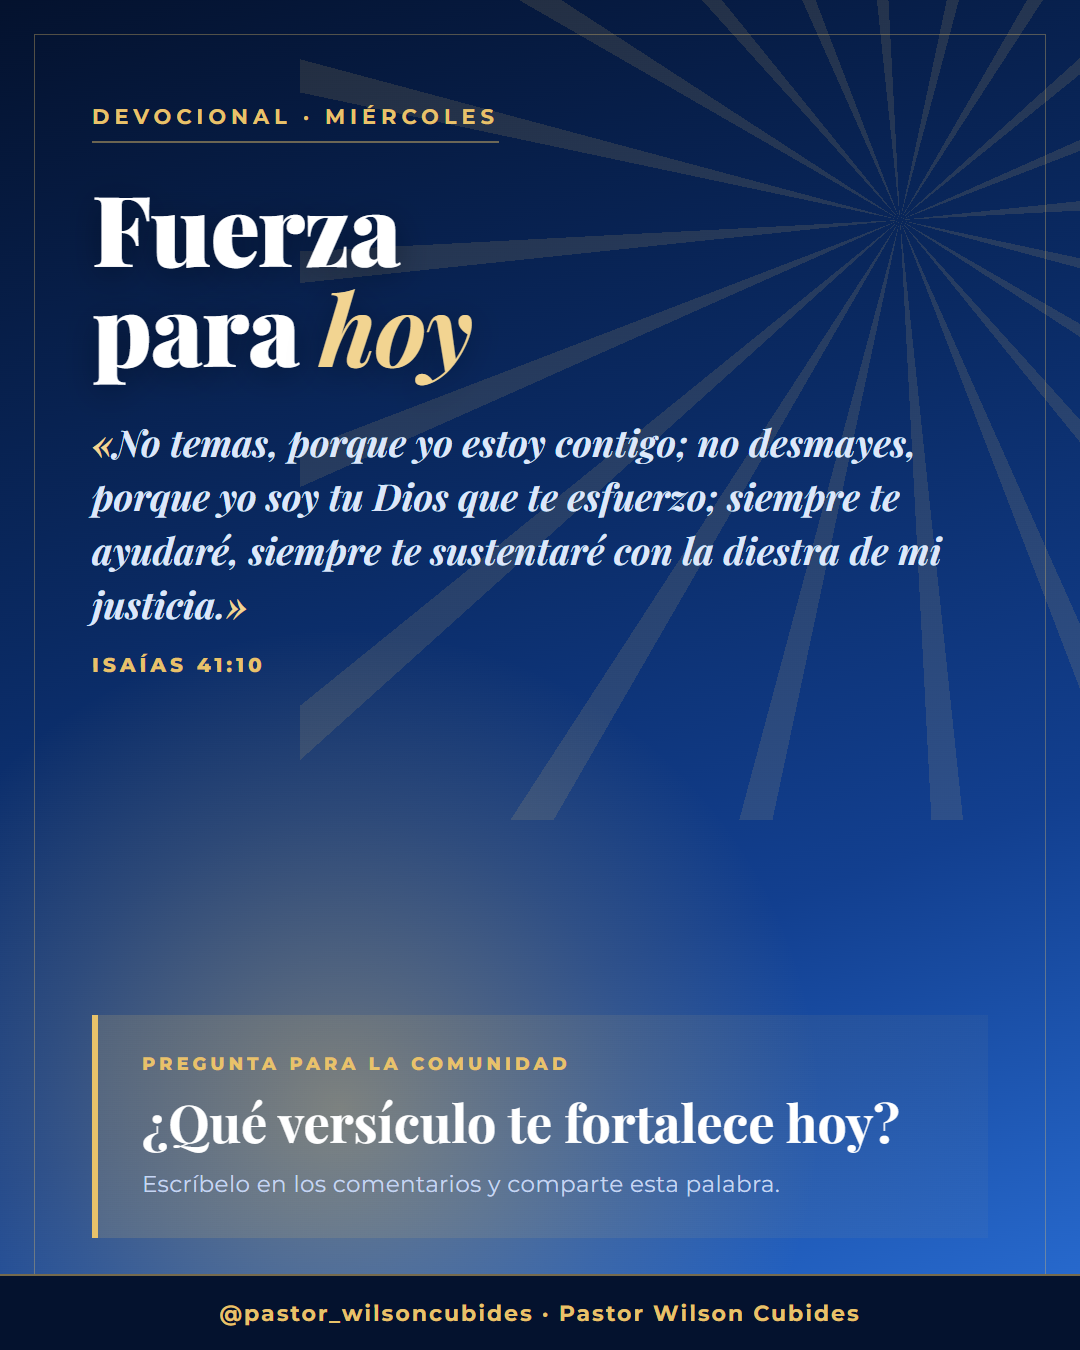 DEVOCIONAL · MIÉRCOLES
Fuerza
para hoy
«No temas, porque yo estoy contigo; no desmayes,
porque yo soy tu Dios que te esfuerzo; siempre te
ayudaré, siempre te sustentaré con la diestra de mi
justicia.»
ISAÍAS 41:10
PREGUNTA PARA LA COMUNIDAD
¿Qué versículo te fortalece hoy?
Escríbelo en los comentarios y comparte esta palabra.
@pastor_wilsoncubides · Pastor Wilson Cubides